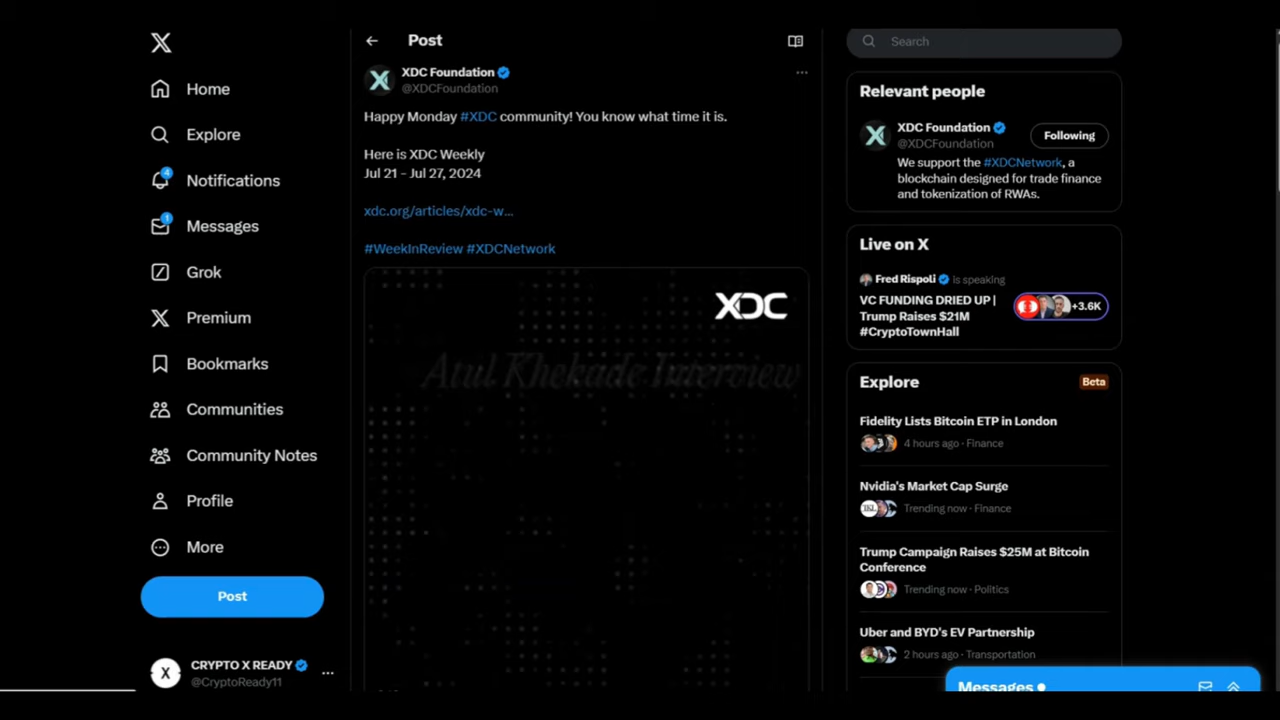 Home
Explore
Notifications
4
Messages
1
Grok
Premium
Bookmarks
Communities
Community Notes
Profile
More
Post
CRYPTO X READY
@CryptoReady11
Post
XDC Foundation
@XDCFoundation
Happy Monday #XDC community! You know what time it is.
Here is XDC Weekly
Jul 21 - Jul 27, 2024
xdc.org/articles/xdc-w...
#WeekInReview #XDCNetwork
XDC
Atul Khekade Interview
Search
Relevant people
XDC Foundation
@XDCFoundation
Following
We support the #XDCNetwork, a
blockchain designed for trade finance
and tokenization of RWAs.
Live on X
Fred Rispoli is speaking
VC FUNDING DRIED UP |
Trump Raises $21M
#CryptoTownHall
+3.6K
Explore
Beta
Fidelity Lists Bitcoin ETP in London
4 hours ago · Finance
Nvidia's Market Cap Surge
Trending now · Finance
Trump Campaign Raises $25M at Bitcoin
Conference
Trending now · Politics
Uber and BYD's EV Partnership
2 hours ago · Transportation
Messages